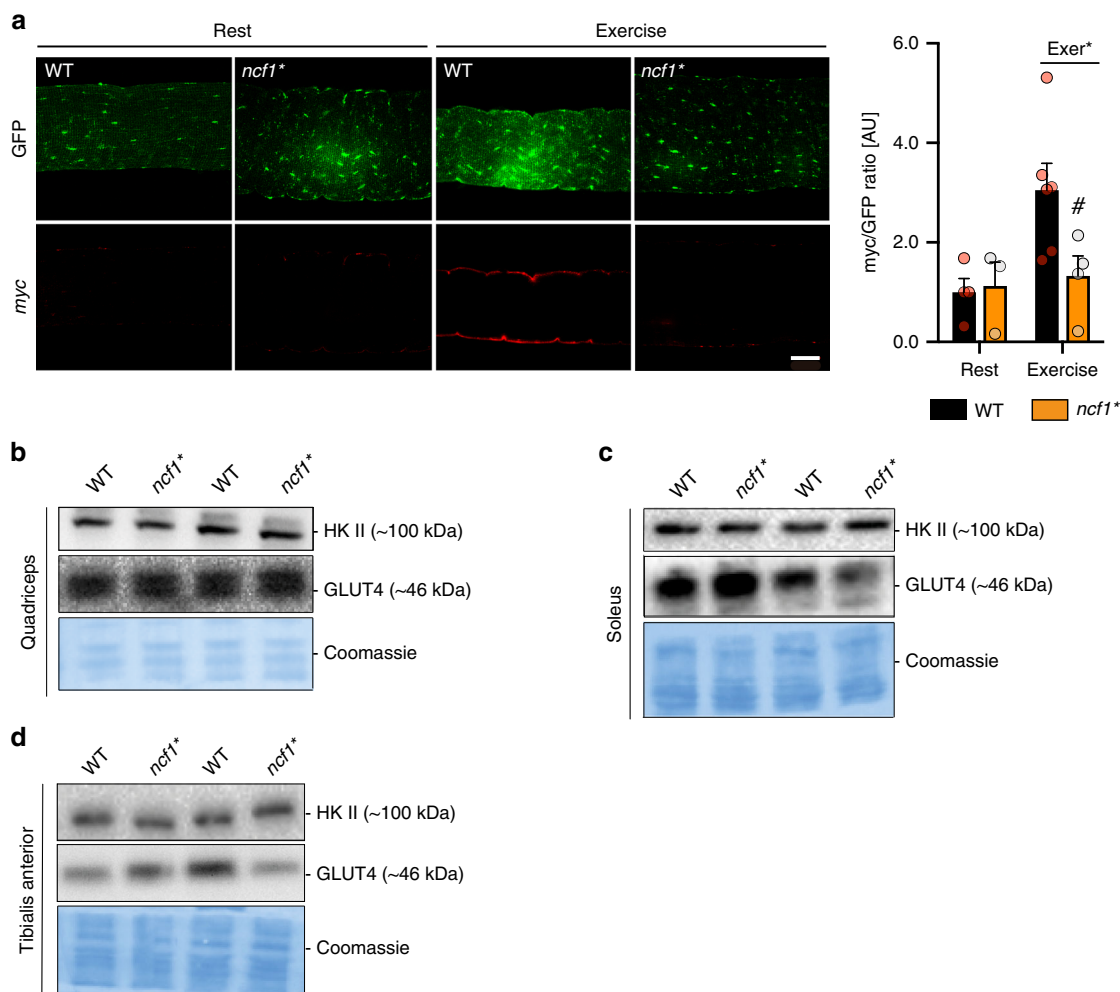 a
Rest
Exercise
WT
ncf1*
WT
ncf1*
GFP
myc
myc/GFP ratio [AU]
6.0
4.0
2.0
0.0
Exer*
#
Rest
Exercise
WT
ncf1*
b
WT
ncf1*
WT
ncf1*
Quadriceps
HK II (~100 kDa)
GLUT4 (~46 kDa)
Coomassie
c
WT
ncf1*
WT
ncf1*
Soleus
HK II (~100 kDa)
GLUT4 (~46 kDa)
Coomassie
d
WT
ncf1*
WT
ncf1*
Tibialis anterior
HK II (~100 kDa)
GLUT4 (~46 kDa)
Coomassie